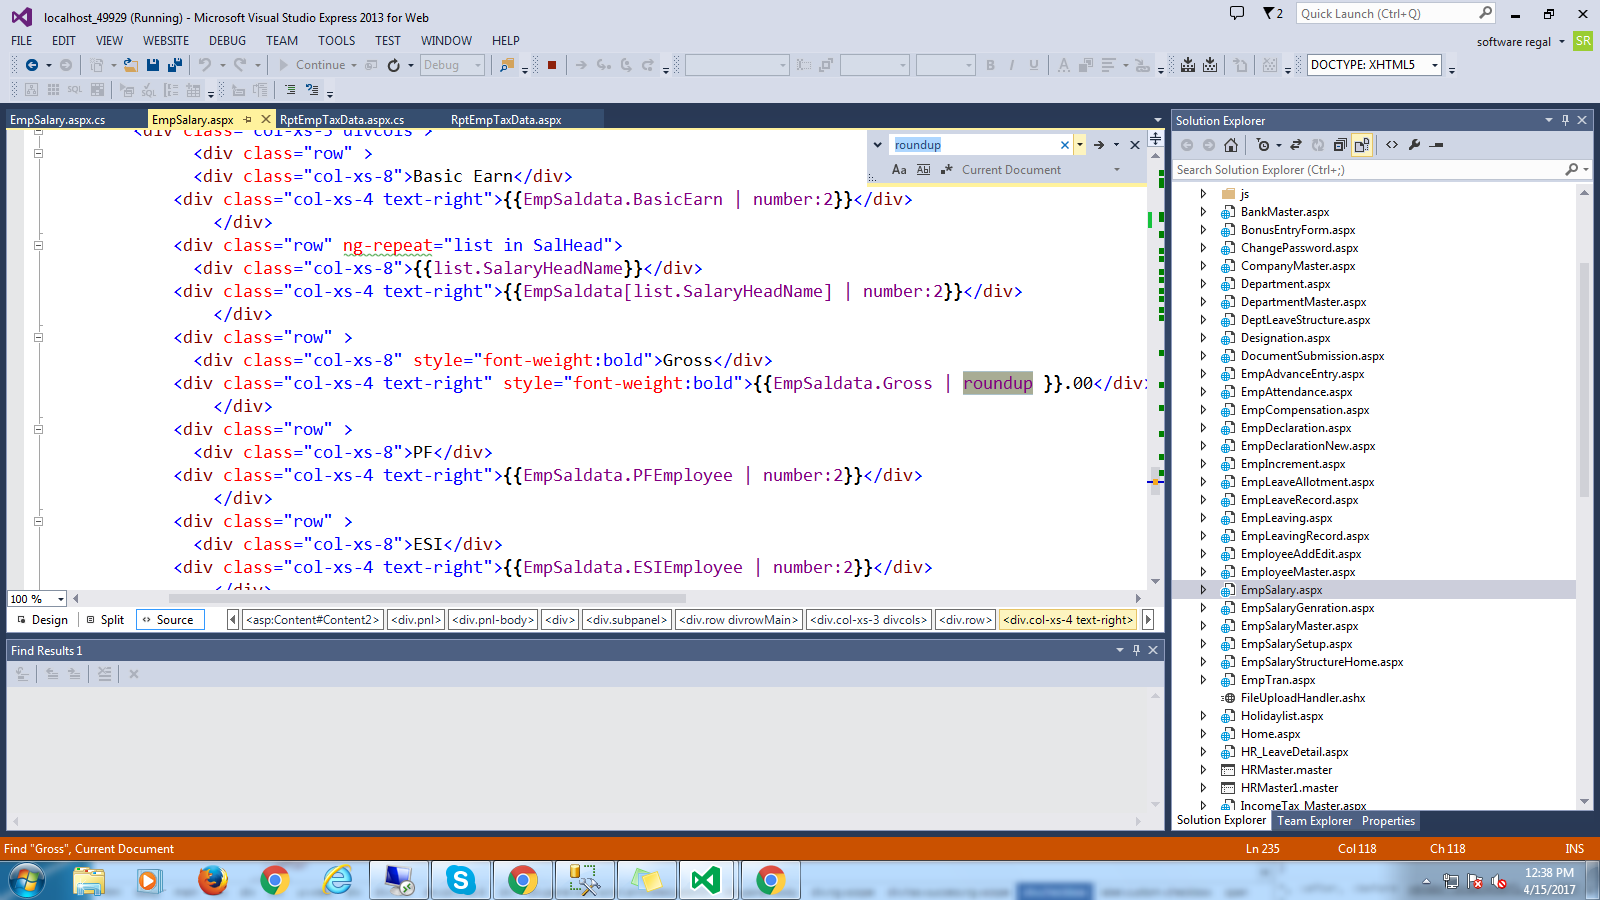 localhost_49929 (Running) - Microsoft Visual Studio Express 2013 for Web
2
Quick Launch (Ctrl+Q)
FILE EDIT VIEW WEBSITE DEBUG TEAM TOOLS TEST WINDOW HELP
software regal
SR
Continue Debug
DOCTYPE: XHTML5
EmpSalary.aspx.cs EmpSalary.aspx RptEmpTaxData.aspx.cs RptEmpTaxData.aspx
<div class="col-xs-3 divcols">
<div class="row" >
<div class="col-xs-8">Basic Earn</div>
<div class="col-xs-4 text-right">{{EmpSaldata.BasicEarn | number:2}}</div>
</div>
<div class="row" ng-repeat="list in SalHead">
<div class="col-xs-8">{{list.SalaryHeadName}}</div>
<div class="col-xs-4 text-right">{{EmpSaldata[list.SalaryHeadName] | number:2}}</div>
</div>
<div class="row" >
<div class="col-xs-8" style="font-weight:bold">Gross</div>
<div class="col-xs-4 text-right" style="font-weight:bold">{{EmpSaldata.Gross | roundup }}.00</div>
</div>
<div class="row" >
<div class="col-xs-8">PF</div>
<div class="col-xs-4 text-right">{{EmpSaldata.PFEmployee | number:2}}</div>
</div>
<div class="row" >
<div class="col-xs-8">ESI</div>
<div class="col-xs-4 text-right">{{EmpSaldata.ESIEmployee | number:2}}</div>
</div>
roundup
Aa Ab Current Document
100 %
Design Split Source
<asp:Content#Content2> <div.pnl> <div.pnl-body> <div> <div.subpanel> <div.row divrowMain> <div.col-xs-3 divcols> <div.row> <div.col-xs-4 text-right>
Find Results 1
Solution Explorer
Search Solution Explorer (Ctrl+;)
js
BankMaster.aspx
BonusEntryForm.aspx
ChangePassword.aspx
CompanyMaster.aspx
Department.aspx
DepartmentMaster.aspx
DeptLeaveStructure.aspx
Designation.aspx
DocumentSubmission.aspx
EmpAdvanceEntry.aspx
EmpAttendance.aspx
EmpCompensation.aspx
EmpDeclaration.aspx
EmpDeclarationNew.aspx
EmpIncrement.aspx
EmpLeaveAllotment.aspx
EmpLeaveRecord.aspx
EmpLeaving.aspx
EmpLeavingRecord.aspx
EmployeeAddEdit.aspx
EmployeeMaster.aspx
EmpSalary.aspx
EmpSalaryGenration.aspx
EmpSalaryMaster.aspx
EmpSalarySetup.aspx
EmpSalaryStructureHome.aspx
EmpTran.aspx
FileUploadHandler.ashx
Holidaylist.aspx
Home.aspx
HR_LeaveDetail.aspx
HRMaster.master
HRMaster1.master
IncomeTax_Master.aspx
Solution Explorer Team Explorer Properties
Find "Gross", Current Document
Ln 235 Col 118 Ch 118 INS
12:38 PM
4/15/2017